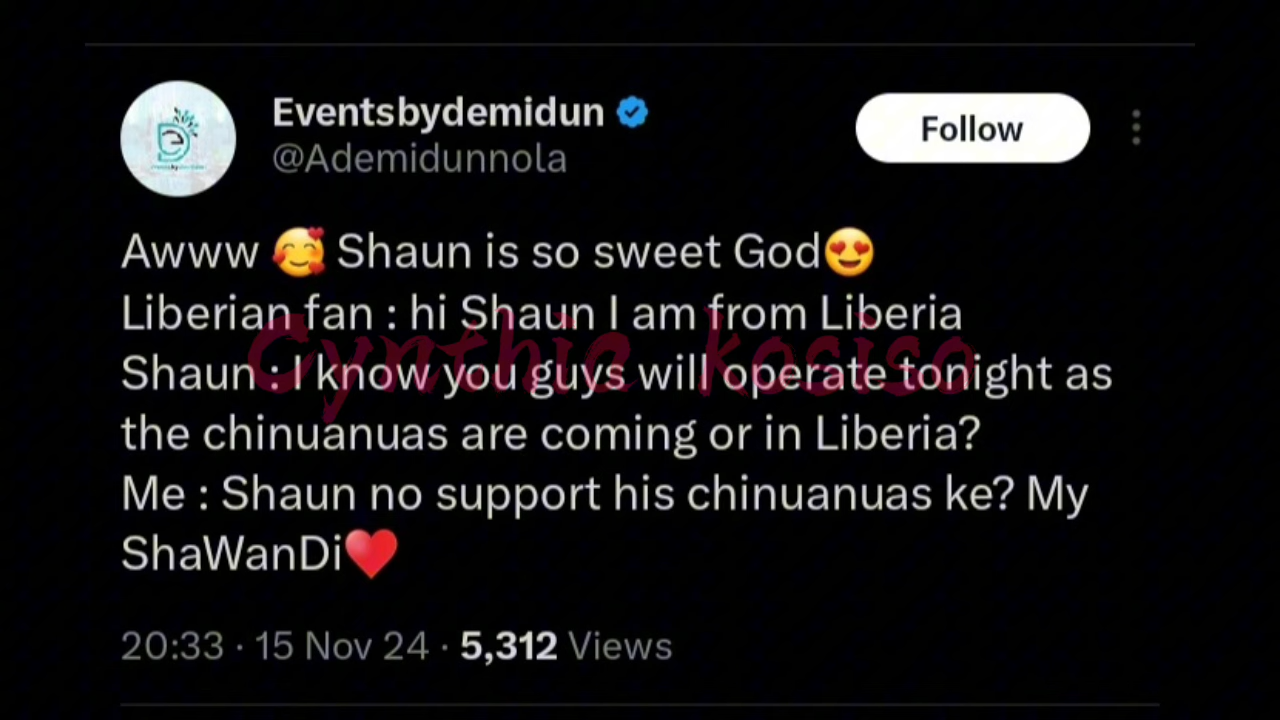 Eventsbydemidun
@Ademidunnola
Follow
Awww 🥰 Shaun is so sweet God😍
Liberian fan : hi Shaun I am from Liberia
Shaun : I know you guys will operate tonight as
the chinuanuas are coming or in Liberia?
Me : Shaun no support his chinuanuas ke? My
ShaWanDi❤️
20:33 · 15 Nov 24 · 5,312 Views
Cynthia kosiso